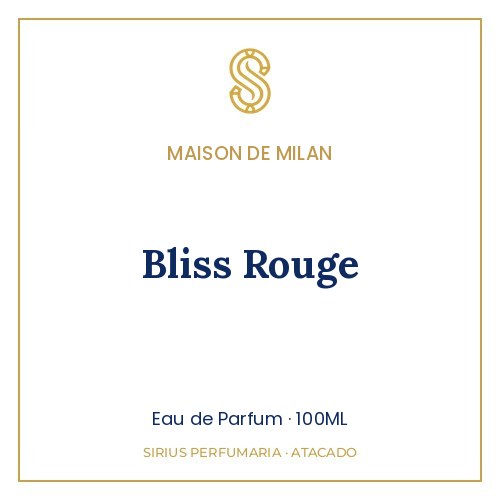 MAISON DE MILAN
Bliss Rouge
Eau de Parfum · 100ML
SIRIUS PERFUMARIA · ATACADO